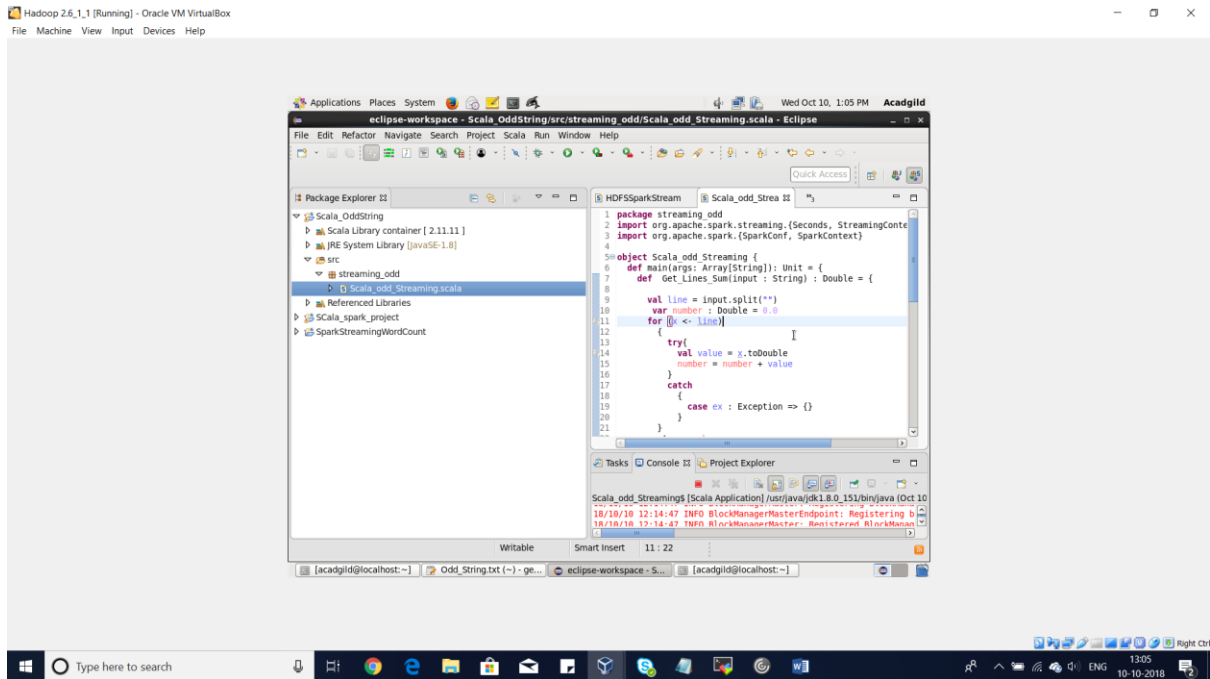 Hadoop 2.6_1_1 [Running] - Oracle VM VirtualBox
File Machine View Input Devices Help
Applications Places System
Wed Oct 10, 1:05 PM Acadgild
eclipse-workspace - Scala_OddString/src/streaming_odd/Scala_odd_Streaming.scala - Eclipse
File Edit Refactor Navigate Search Project Scala Run Window Help
Quick Access
Package Explorer
Scala_OddString
Scala Library container [ 2.11.11 ]
JRE System Library [JavaSE-1.8]
src
streaming_odd
Scala_odd_Streaming.scala
Referenced Libraries
SCala_spark_project
SparkStreamingWordCount
HDFSSparkStream Scala_odd_Strea
1 package streaming_odd
2 import org.apache.spark.streaming.{Seconds, StreamingConte
3 import org.apache.spark.{SparkConf, SparkContext}
4
5 object Scala_odd_Streaming {
6 def main(args: Array[String]): Unit = {
7 def Get_Lines_Sum(input : String) : Double = {
8
9 val line = input.split("")
10 var number : Double = 0.0
11 for (x <- line)
12 {
13 try{
14 val value = x.toDouble
15 number = number + value
16 }
17 catch
18 {
19 case ex : Exception => {}
20 }
21 }
Tasks Console Project Explorer
Scala_odd_Streaming$ [Scala Application] /usr/java/jdk1.8.0_151/bin/java (Oct 10
18/10/10 12:14:47 INFO BlockManagerMasterEndpoint: Registering b
18/10/10 12:14:47 INFO BlockManagerMaster: Registered BlockManag
Writable Smart Insert 11 : 22
[acadgild@localhost:~] Odd_String.txt (~) - ge... eclipse-workspace - S... [acadgild@localhost:~]
Right Ctrl
Type here to search
ENG
13:05
10-10-2018